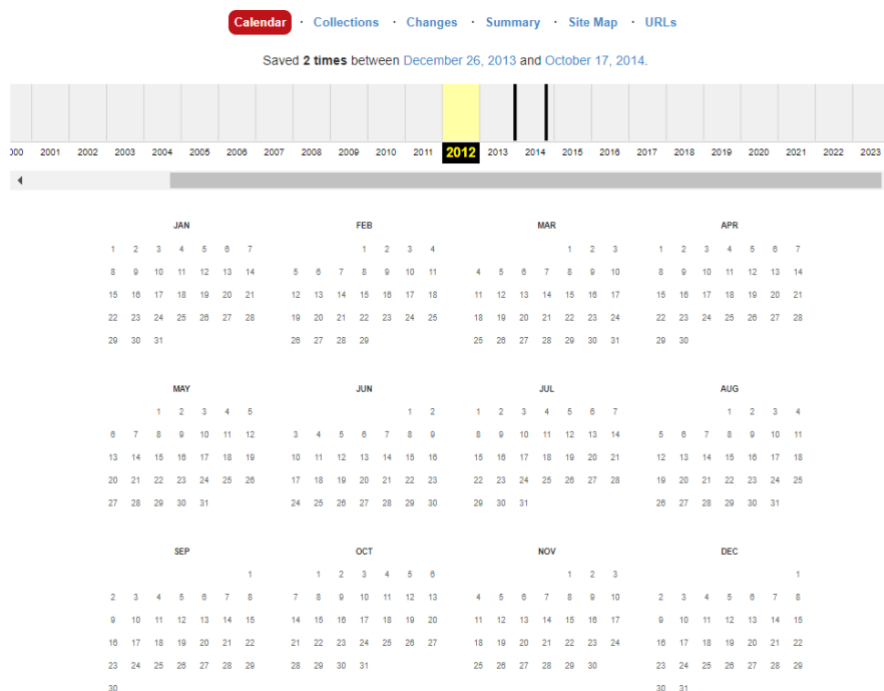 Calendar · Collections · Changes · Summary · Site Map · URLs
Saved 2 times between December 26, 2013 and October 17, 2014.
000 2001 2002 2003 2004 2005 2006 2007 2008 2009 2010 2011 2012 2013 2014 2015 2016 2017 2018 2019 2020 2021 2022 2023
JAN FEB MAR APR
1 2 3 4 5 6 7 1 2 3 4 1 2 3 1 2 3 4 5 6 7
8 9 10 11 12 13 14 5 6 7 8 9 10 11 4 5 6 7 8 9 10 8 9 10 11 12 13 14
15 16 17 18 19 20 21 12 13 14 15 16 17 18 11 12 13 14 15 16 17 15 16 17 18 19 20 21
22 23 24 25 26 27 28 19 20 21 22 23 24 25 18 19 20 21 22 23 24 22 23 24 25 26 27 28
29 30 31 26 27 28 29 25 26 27 28 29 30 31 29 30
MAY JUN JUL AUG
1 2 3 4 5 1 2 1 2 3 4 5 6 7 1 2 3 4
6 7 8 9 10 11 12 3 4 5 6 7 8 9 8 9 10 11 12 13 14 5 6 7 8 9 10 11
13 14 15 16 17 18 19 10 11 12 13 14 15 16 15 16 17 18 19 20 21 12 13 14 15 16 17 18
20 21 22 23 24 25 26 17 18 19 20 21 22 23 22 23 24 25 26 27 28 19 20 21 22 23 24 25
27 28 29 30 31 24 25 26 27 28 29 30 29 30 31 26 27 28 29 30 31
SEP OCT NOV DEC
1 1 2 3 4 5 6 1 2 3 1
2 3 4 5 6 7 8 7 8 9 10 11 12 13 4 5 6 7 8 9 10 2 3 4 5 6 7 8
9 10 11 12 13 14 15 14 15 16 17 18 19 20 11 12 13 14 15 16 17 9 10 11 12 13 14 15
16 17 18 19 20 21 22 21 22 23 24 25 26 27 18 19 20 21 22 23 24 16 17 18 19 20 21 22
23 24 25 26 27 28 29 28 29 30 31 25 26 27 28 29 30 23 24 25 26 27 28 29
30 30 31